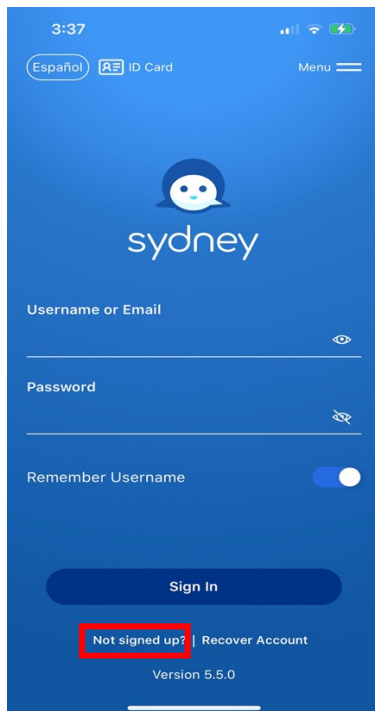 3:37
Español ID Card Menu
sydney
Username or Email
Password
Remember Username
Sign In
Not signed up? | Recover Account
Version 5.5.0